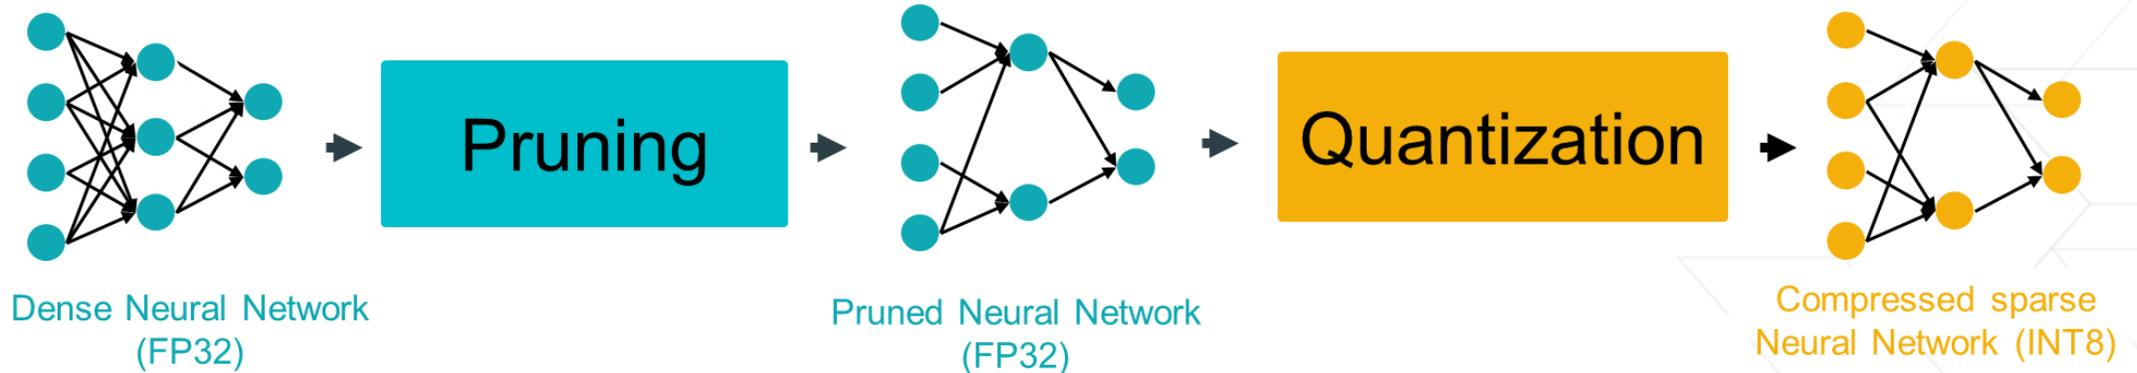 Pruning
Quantization
Dense Neural Network
(FP32)
Pruned Neural Network
(FP32)
Compressed sparse
Neural Network (INT8)